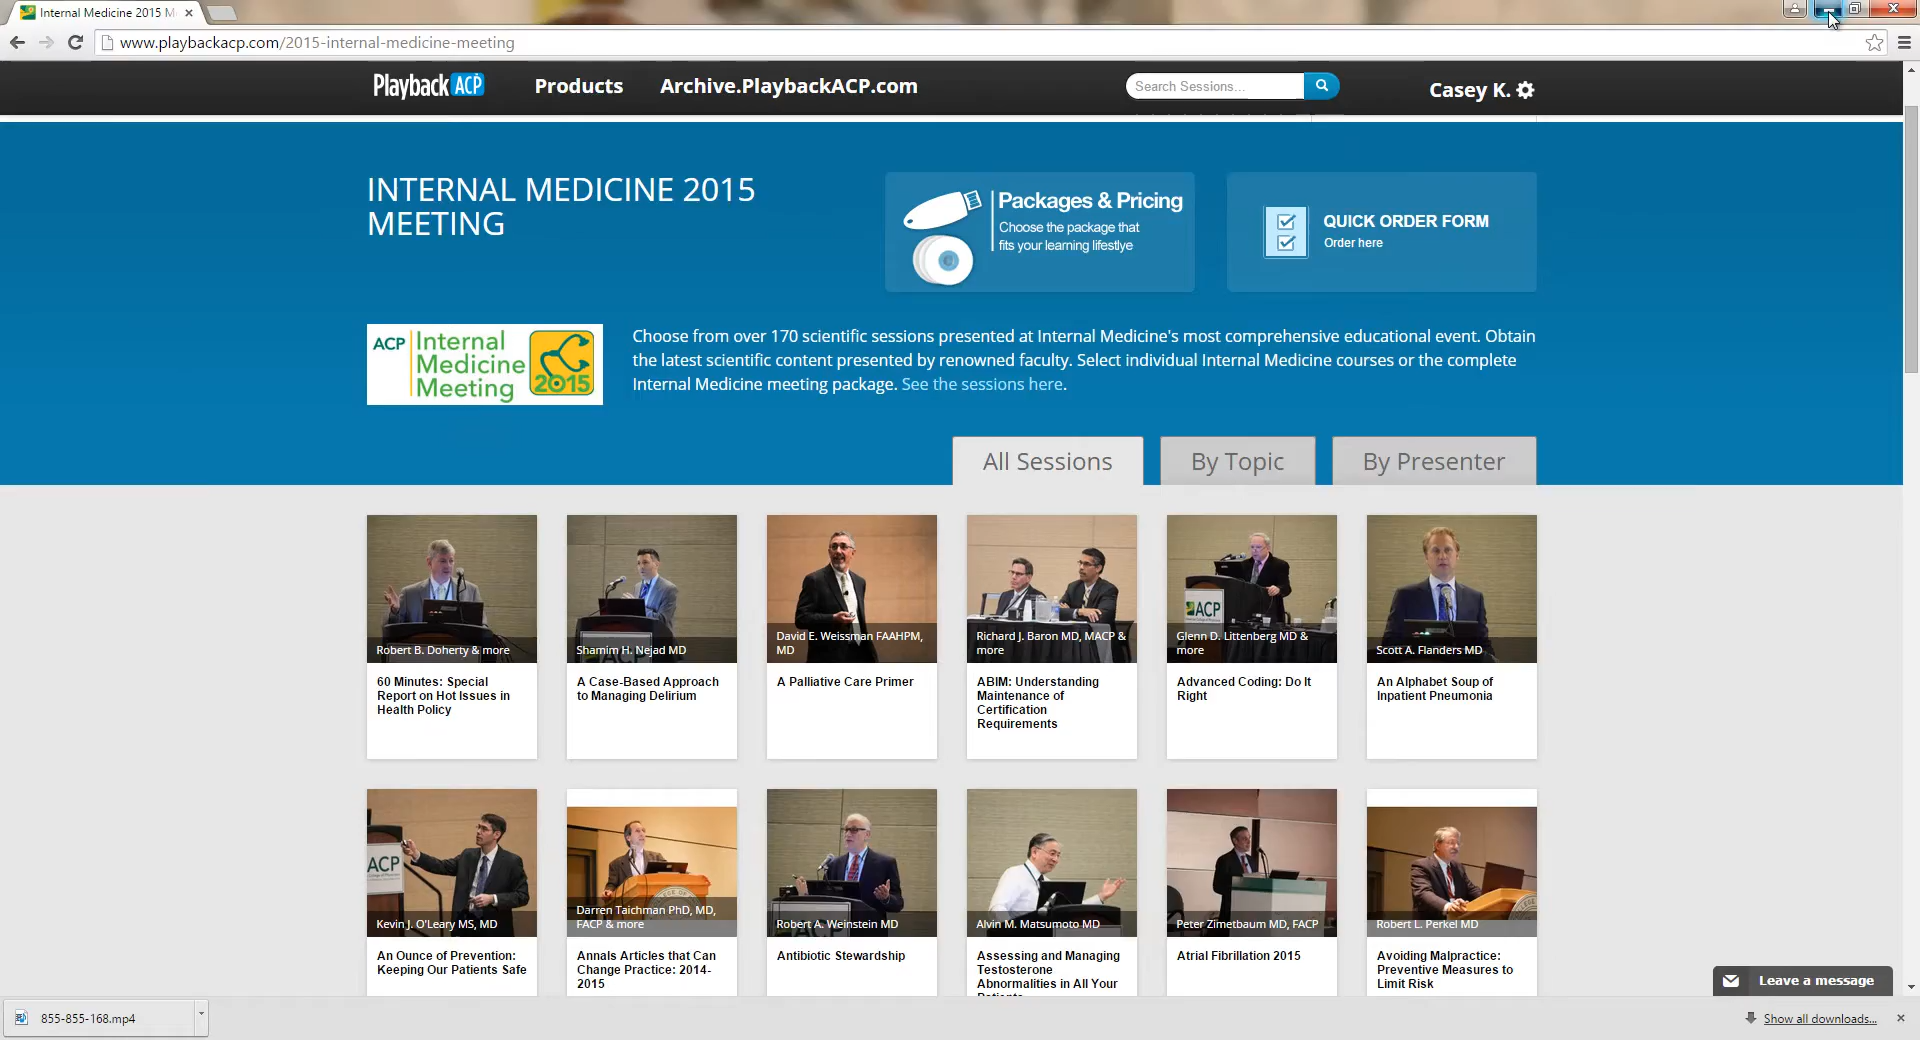 Internal Medicine 2015 M
www.playbackacp.com/2015-internal-medicine-meeting
Playback ACP
Products
Archive.PlaybackACP.com
Search Sessions...
Casey K.
INTERNAL MEDICINE 2015
MEETING
Packages & Pricing
Choose the package that
fits your learning lifestlye
QUICK ORDER FORM
Order here
ACP
Internal
Medicine
Meeting
2015
Choose from over 170 scientific sessions presented at Internal Medicine's most comprehensive educational event. Obtain
the latest scientific content presented by renowned faculty. Select individual Internal Medicine courses or the complete
Internal Medicine meeting package. See the sessions here.
All Sessions
By Topic
By Presenter
Robert B. Doherty & more
60 Minutes: Special
Report on Hot Issues in
Health Policy
Shamim H. Nejad MD
A Case-Based Approach
to Managing Delirium
David E. Weissman FAAHPM,
MD
A Palliative Care Primer
Richard J. Baron MD, MACP &
more
ABIM: Understanding
Maintenance of
Certification
Requirements
ACP
Glenn D. Littenberg MD &
more
Advanced Coding: Do It
Right
Scott A. Flanders MD
An Alphabet Soup of
Inpatient Pneumonia
ACP
Kevin J. O'Leary MS, MD
An Ounce of Prevention:
Keeping Our Patients Safe
Darren Taichman PhD, MD,
FACP & more
Annals Articles that Can
Change Practice: 2014-
2015
Robert A. Weinstein MD
Antibiotic Stewardship
Alvin M. Matsumoto MD
Assessing and Managing
Testosterone
Abnormalities in All Your
Patients
Peter Zimetbaum MD, FACP
Atrial Fibrillation 2015
Robert L. Perkel MD
Avoiding Malpractice:
Preventive Measures to
Limit Risk
Leave a message
855-855-168.mp4
Show all downloads...